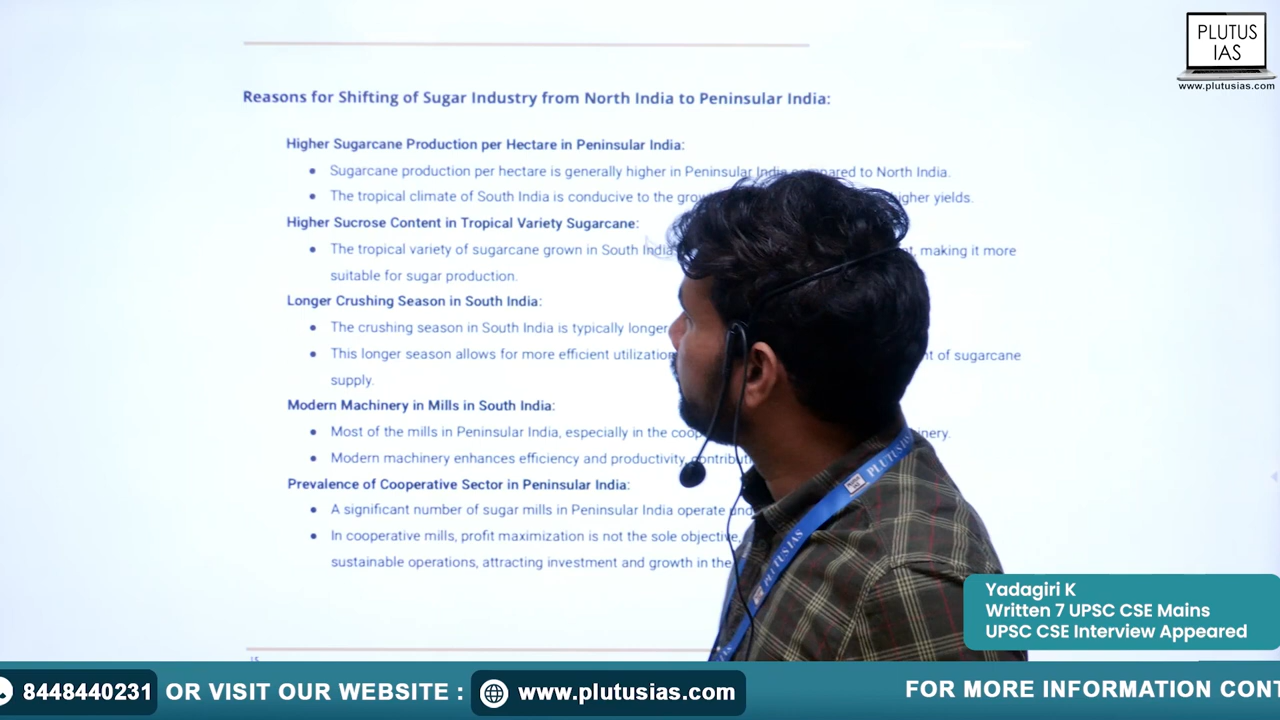 PLUTUS
IAS
www.plutusias.com
Reasons for Shifting of Sugar Industry from North India to Peninsular India:
Higher Sugarcane Production per Hectare in Peninsular India:
• Sugarcane production per hectare is generally higher in Peninsular India compared to North India.
• The tropical climate of South India is conducive to the higher yields.
Higher Sucrose Content in Tropical Variety Sugarcane:
• The tropical variety of sugarcane grown in South India making it more
suitable for sugar production.
Longer Crushing Season in South India:
• The crushing season in South India is typically longer
• This longer season allows for more efficient of sugarcane
supply.
Modern Machinery in Mills in South India:
• Most of the mills in Peninsular India, especially in the
• Modern machinery enhances efficiency and productivity,
Prevalence of Cooperative Sector in Peninsular India:
• A significant number of sugar mills in Peninsular India operate
• In cooperative mills, profit maximization is not the sole objective,
sustainable operations, attracting investment and growth in the
15
PLUTUS IAS
PLUTUS IAS
Yadagiri K
Written 7 UPSC CSE Mains
UPSC CSE Interview Appeared
8448440231 OR VISIT OUR WEBSITE : www.plutusias.com FOR MORE INFORMATION